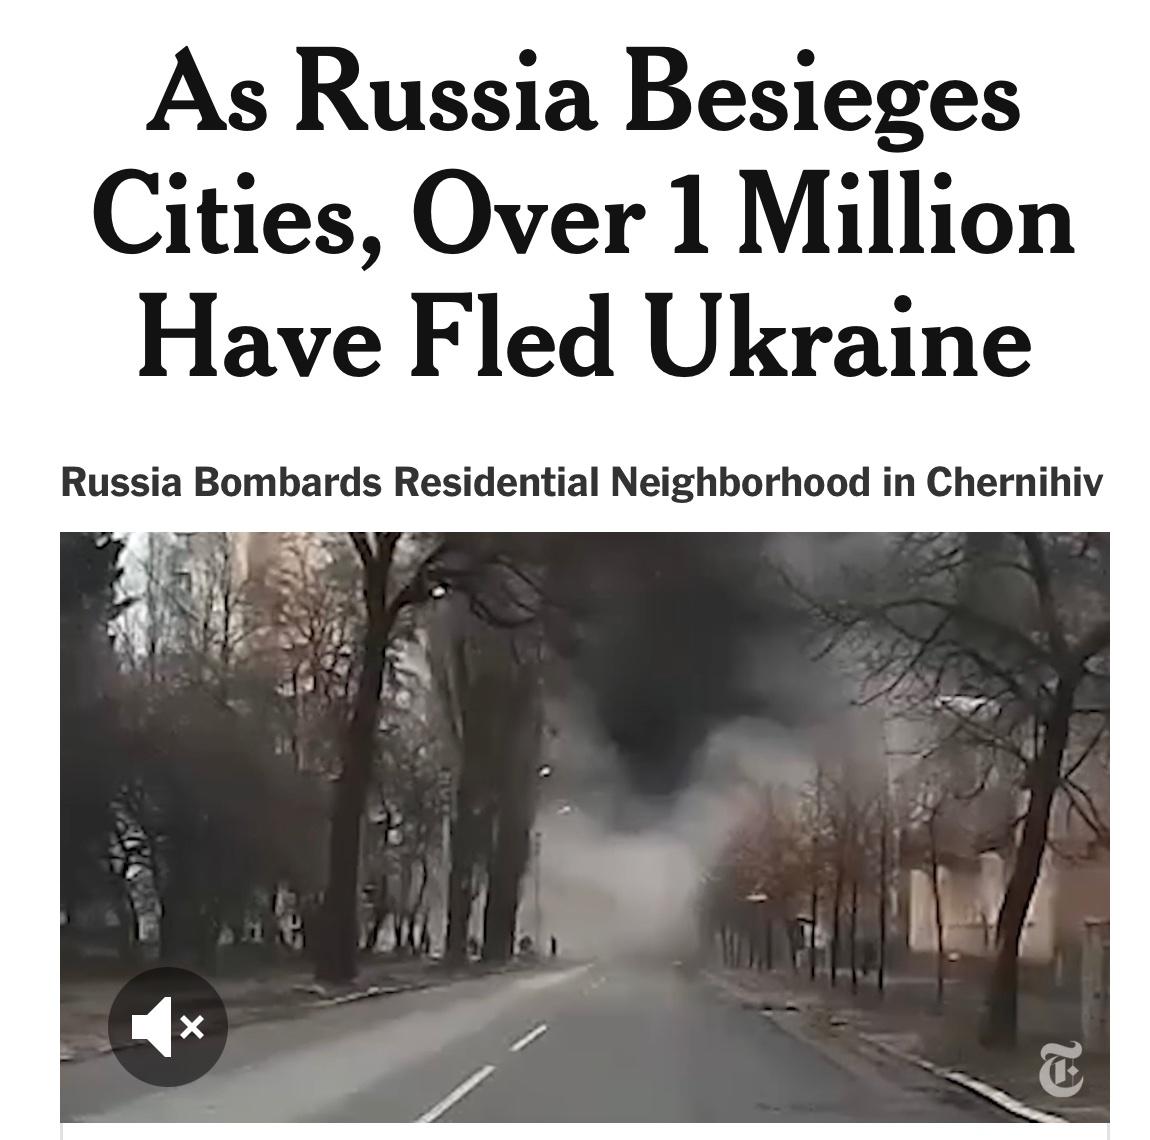 As Russia Besieges
Cities, Over 1 Million
Have Fled Ukraine
Russia Bombards Residential Neighborhood in Chernihiv
T